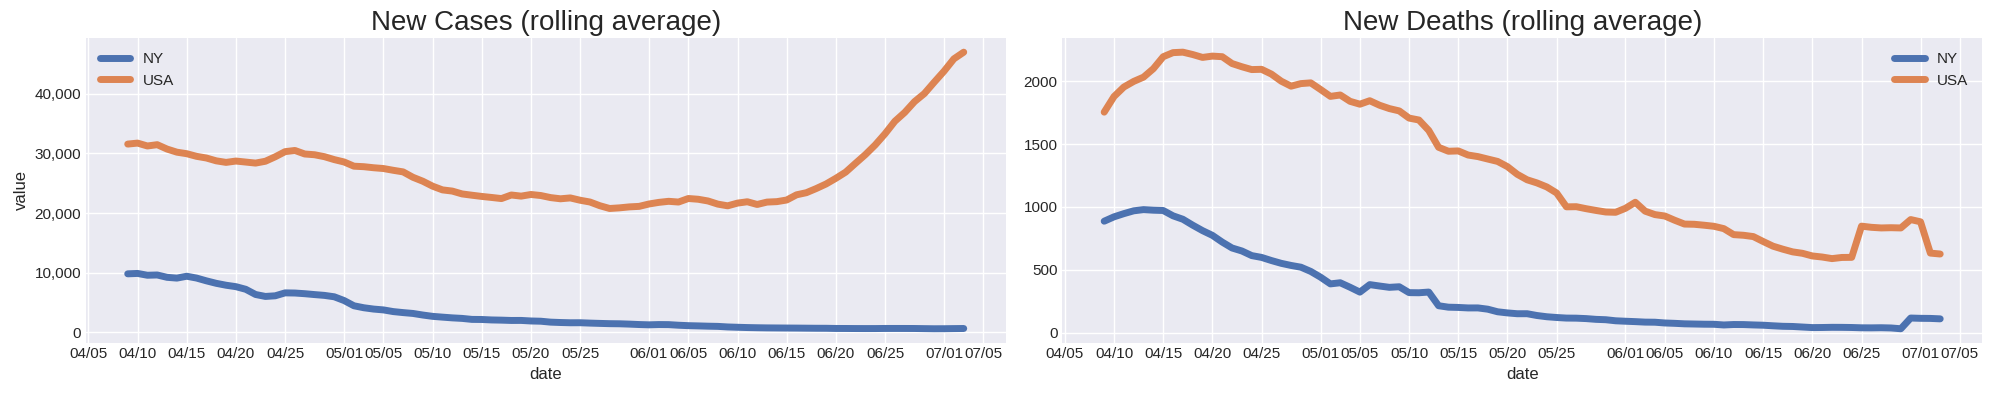 New Cases (rolling average)
NY
USA
value
40,000
30,000
20,000
10,000
0
04/05 04/10 04/15 04/20 04/25 05/01 05/05 05/10 05/15 05/20 05/25 06/01 06/05 06/10 06/15 06/20 06/25 07/01 07/05
date
New Deaths (rolling average)
NY
USA
2000
1500
1000
500
0
04/05 04/10 04/15 04/20 04/25 05/01 05/05 05/10 05/15 05/20 05/25 06/01 06/05 06/10 06/15 06/20 06/25 07/01 07/05
date